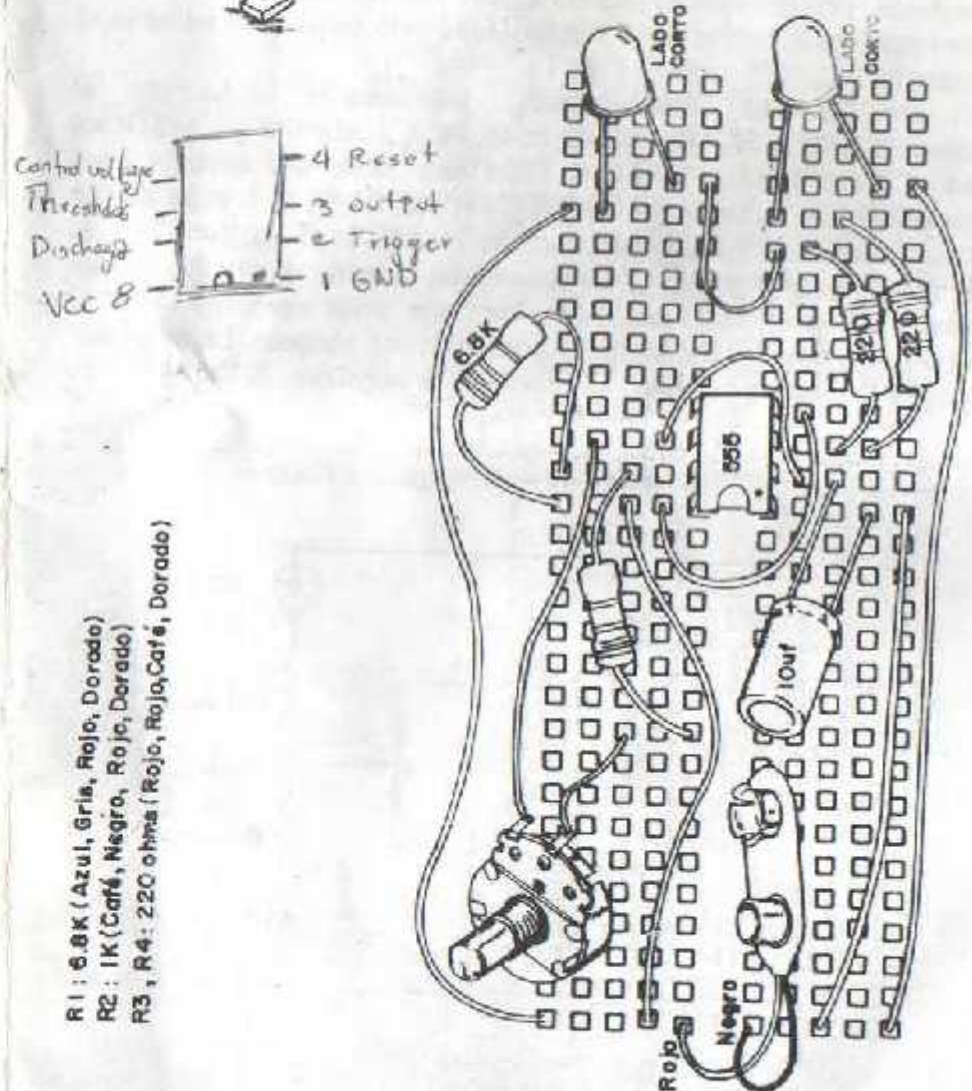 Control voltage
Threshold
Discharge
Vcc 8
4 Reset
3 output
2 Trigger
1 GND
R1: 6.8K (Azul, Gris, Rojo, Dorado)
R2: 1K (Café, Negro, Rojo, Dorado)
R3, R4: 220 ohms (Rojo, Rojo, Café, Dorado)
LADO
CORTO
LADO
CORTO
6.8K
220
220
555
10uf
Rojo
Negro